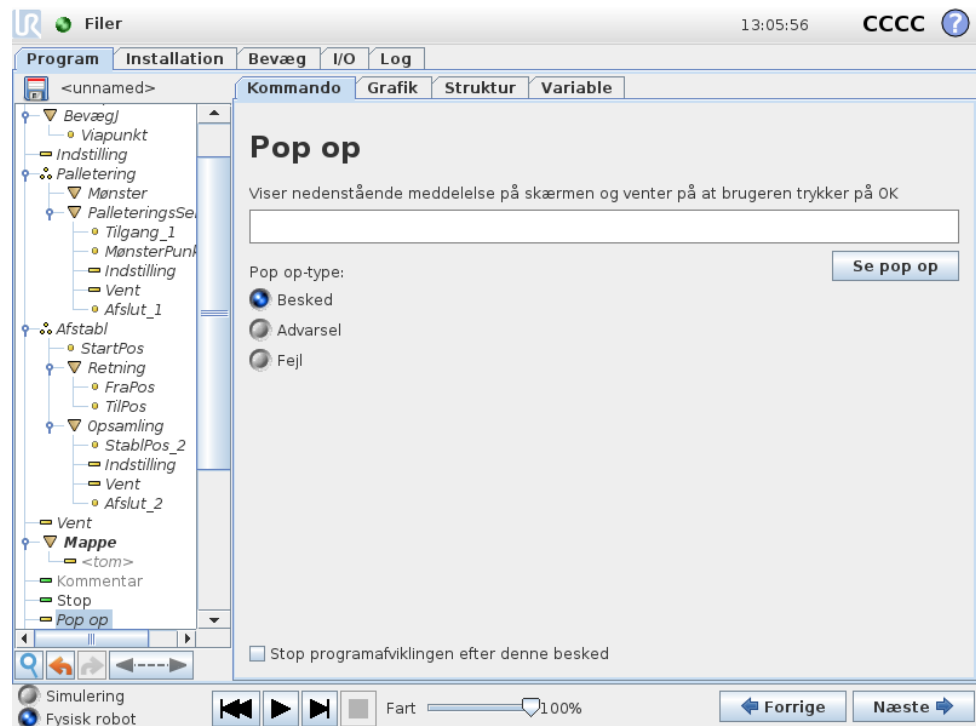 Filer 13:05:56 CCCC ?
Program Installation Bevæg I/O Log
<unnamed>
Kommando Grafik Struktur Variable
BevægJ
Viapunkt
Indstilling
Palletering
Mønster
PalleteringsSe
Tilgang_1
MønsterPunk
Indstilling
Vent
Afslut_1
Afstabl
StartPos
Retning
FraPos
TilPos
Opsamling
StablPos_2
Indstilling
Vent
Afslut_2
Vent
Mappe
<tom>
Kommentar
Stop
Pop op
Pop op
Viser nedenstående meddelelse på skærmen og venter på at brugeren trykker på OK
Se pop op
Pop op-type:
Besked
Advarsel
Fejl
Stop programafviklingen efter denne besked
Simulering
Fysisk robot
Fart 100%
Forrige Næste